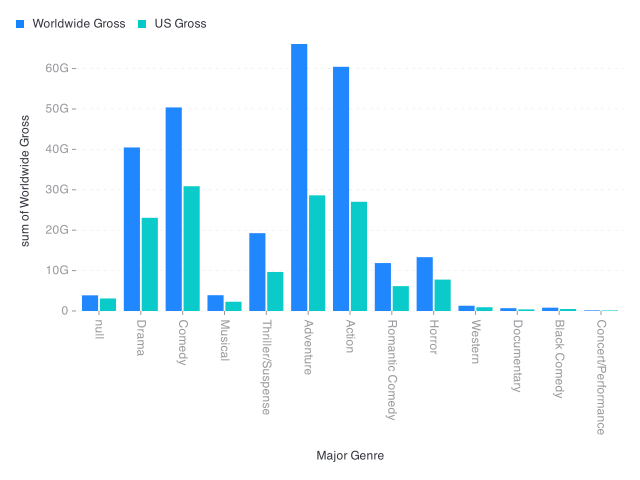 Worldwide Gross US Gross
60G
50G
40G
30G
20G
10G
0
sum of Worldwide Gross
null
Drama
Comedy
Musical
Thriller/Suspense
Adventure
Action
Romantic Comedy
Horror
Western
Documentary
Black Comedy
Concert/Performance
Major Genre